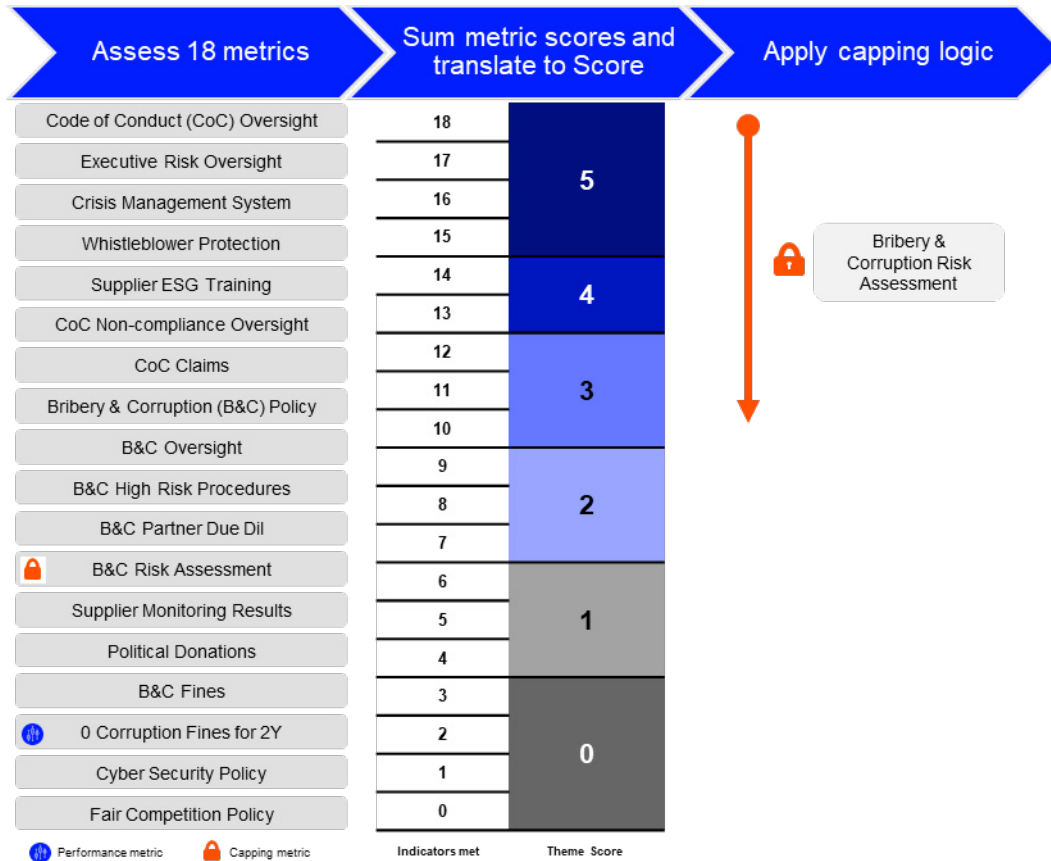 Assess 18 metrics
Sum metric scores and
translate to Score
Apply capping logic
Code of Conduct (CoC) Oversight
Executive Risk Oversight
Crisis Management System
Whistleblower Protection
Supplier ESG Training
CoC Non-compliance Oversight
CoC Claims
Bribery & Corruption (B&C) Policy
B&C Oversight
B&C High Risk Procedures
B&C Partner Due Dil
B&C Risk Assessment
Supplier Monitoring Results
Political Donations
B&C Fines
0 Corruption Fines for 2Y
Cyber Security Policy
Fair Competition Policy
18
17
16
15
14
13
12
11
10
9
8
7
6
5
4
3
2
1
0
5
4
3
2
1
0
Bribery &
Corruption Risk
Assessment
Performance metric
Capping metric
Indicators met
Theme Score